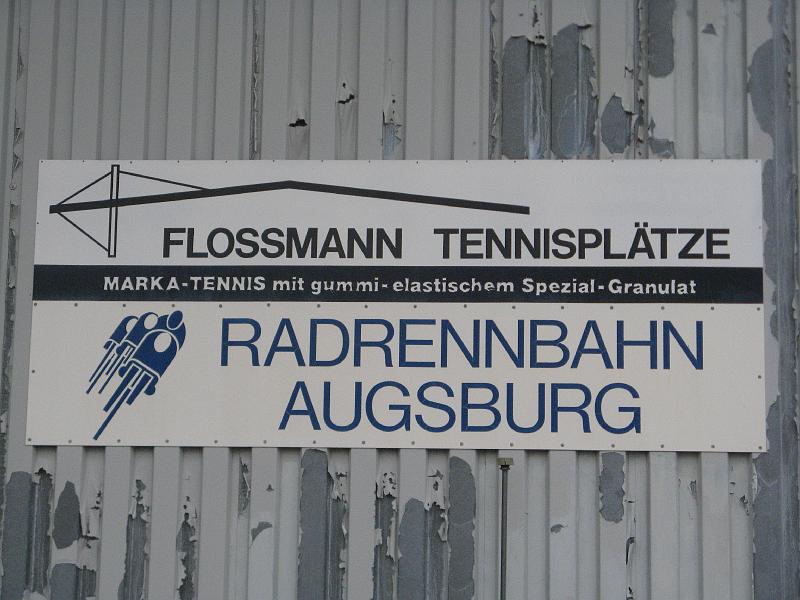 FLOSSMANN TENNISPLÄTZE
MARKA-TENNIS mit gummi-elastischem Spezial-Granulat
RADRENNBAHN
AUGSBURG